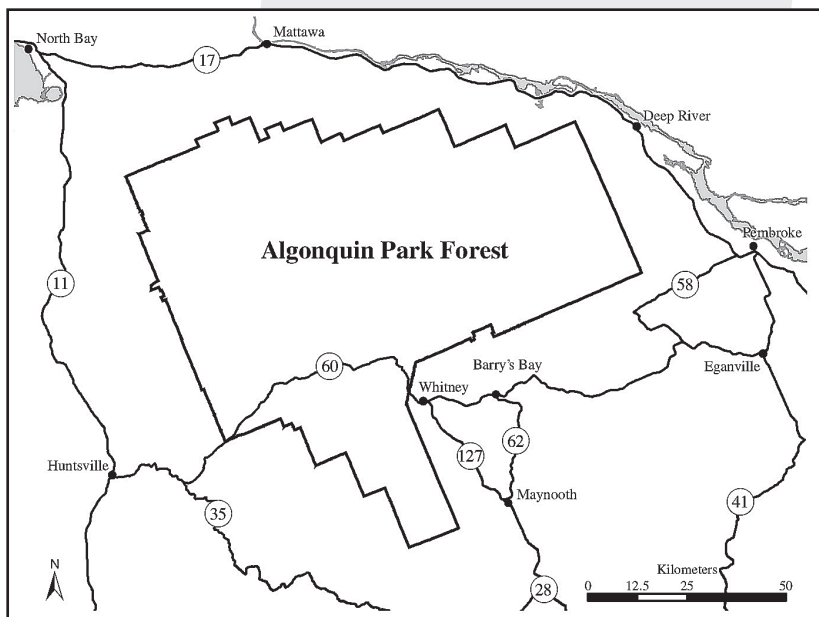 North Bay
Mattawa
17
Deep River
Pembroke
Algonquin Park Forest
11
58
60
Barry's Bay
Eganville
Whitney
62
127
Huntsville
Maynooth
35
41
N
Kilometers
28
0 12.5 25 50